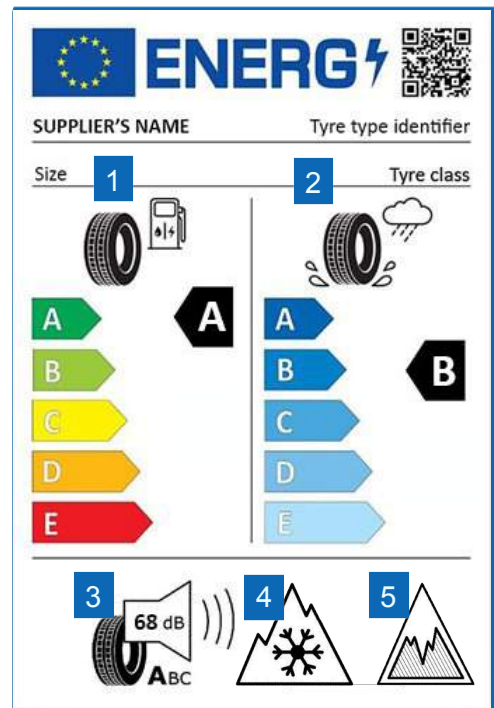 ENERG
SUPPLIER'S NAME Tyre type identifier
Size 1 2 Tyre class
A A A B
B B
C C
D D
E E
3 68 dB 4 5
ABC